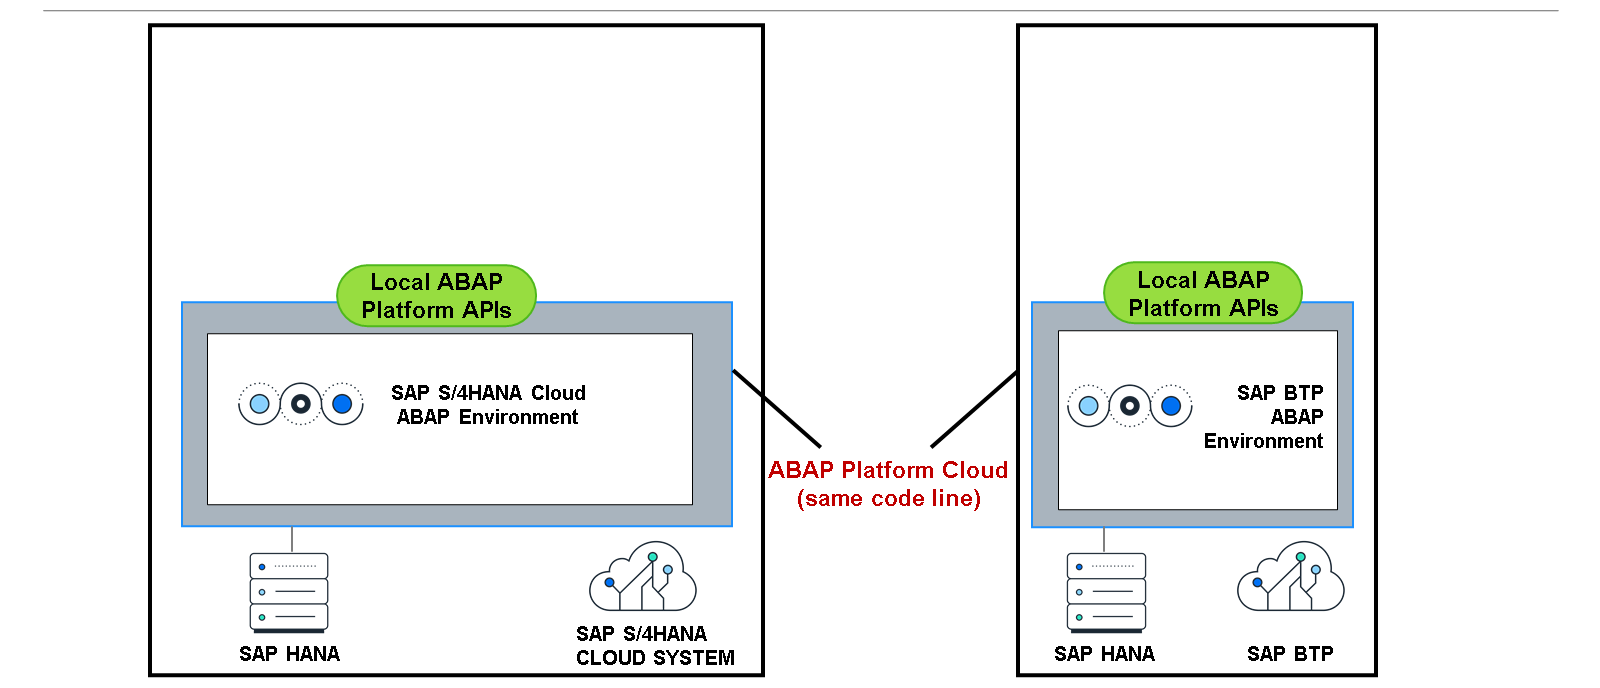 Local ABAP
Platform APIs
SAP S/4HANA Cloud
ABAP Environment
SAP HANA
SAP S/4HANA
CLOUD SYSTEM
ABAP Platform Cloud
(same code line)
Local ABAP
Platform APIs
SAP BTP
ABAP
Environment
SAP HANA
SAP BTP